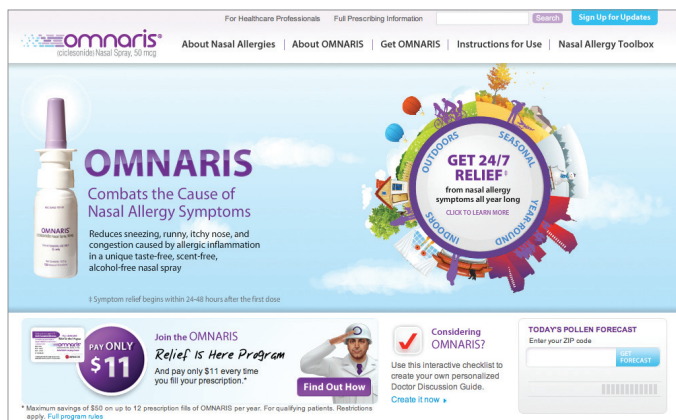 For Healthcare Professionals Full Prescribing Information Search Sign Up for Updates
omnaris®
(ciclesonide) Nasal Spray, 50 mcg
About Nasal Allergies About OMNARIS Get OMNARIS Instructions for Use Nasal Allergy Toolbox
OMNARIS
Combats the Cause of
Nasal Allergy Symptoms
Reduces sneezing, runny, itchy nose, and
congestion caused by allergic inflammation
in a unique taste-free, scent-free,
alcohol-free nasal spray
‡ Symptom relief begins within 24-48 hours after the first dose
OMNARIS
OUTDOORS
SEASONAL
YEAR-ROUND
INDOORS
GET 24/7
RELIEF‡
from nasal allergy
symptoms all year long
CLICK TO LEARN MORE
omnaris
PAY ONLY
$11
Join the OMNARIS
Relief Is Here Program
And pay only $11 every time
you fill your prescription.*
Find Out How
Considering
OMNARIS?
Use this interactive checklist to
create your own personalized
Doctor Discussion Guide.
Create it now
TODAY'S POLLEN FORECAST
Enter your ZIP code
GET
FORECAST
* Maximum savings of $50 on up to 12 prescription fills of OMNARIS per year. For qualifying patients. Restrictions
apply. Full program rules